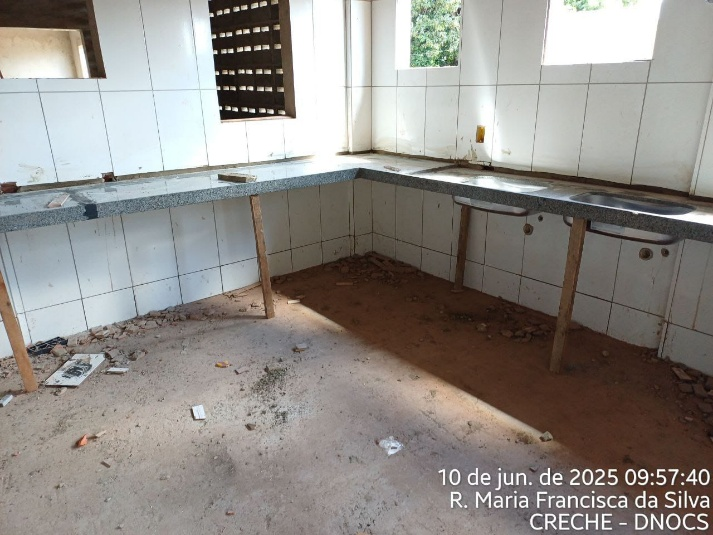 10 de jun. de 2025 09:57:40
R. Maria Francisca da Silva
CRECHE - DNOCS